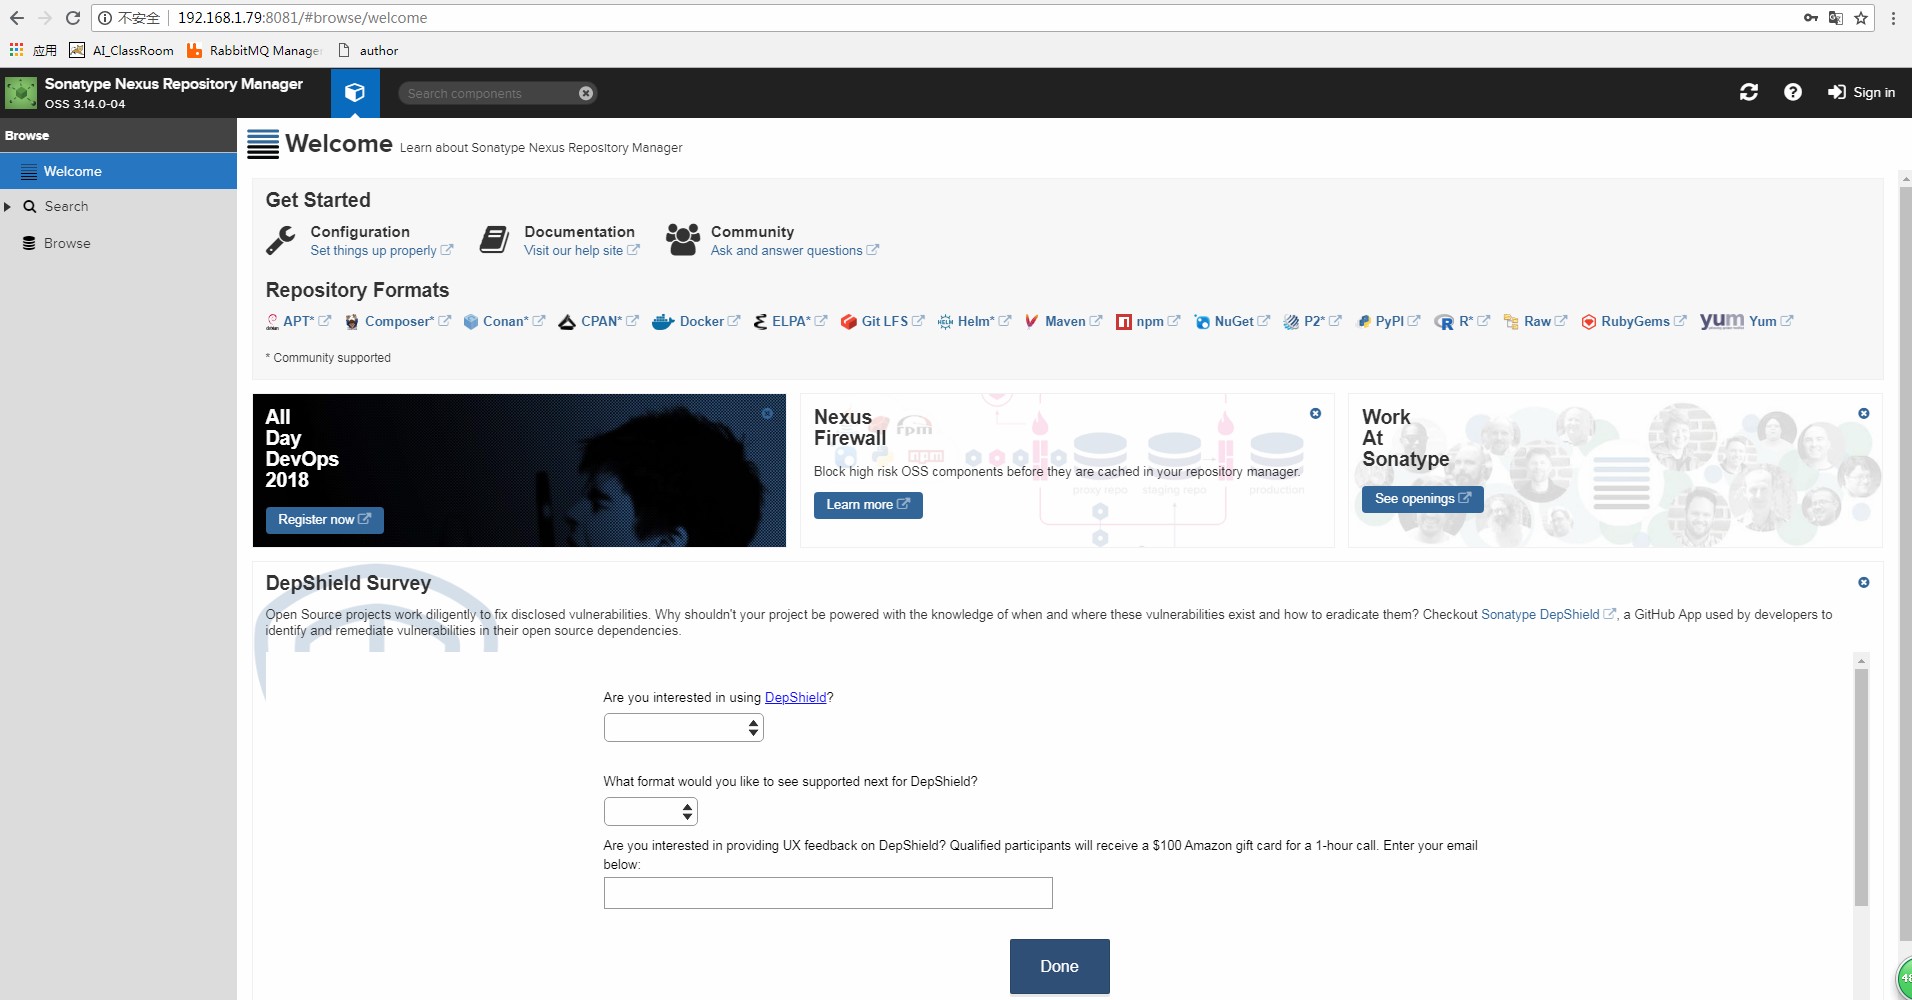 不安全 192.168.1.79:8081/#browse/welcome
应用 AI_ClassRoom RabbitMQ Manage author
Sonatype Nexus Repository Manager
OSS 3.14.0-04
Search components
Sign in
Browse
Welcome
Search
Browse
Welcome Learn about Sonatype Nexus Repository Manager
Get Started
Configuration
Set things up properly
Documentation
Visit our help site
Community
Ask and answer questions
Repository Formats
APT* Composer* Conan* CPAN* Docker ELPA* Git LFS Helm* Maven npm NuGet P2* PyPI R* Raw RubyGems yum Yum
* Community supported
All
Day
DevOps
2018
Register now
Nexus
Firewall
rpm
npm
Block high risk OSS components before they are cached in your repository manager.
proxy repo staging repo production
Learn more
Work
At
Sonatype
See openings
DepShield Survey
Open Source projects work diligently to fix disclosed vulnerabilities. Why shouldn't your project be powered with the knowledge of when and where these vulnerabilities exist and how to eradicate them? Checkout Sonatype DepShield , a GitHub App used by developers to
identify and remediate vulnerabilities in their open source dependencies.
Are you interested in using DepShield?
What format would you like to see supported next for DepShield?
Are you interested in providing UX feedback on DepShield? Qualified participants will receive a $100 Amazon gift card for a 1-hour call. Enter your email
below:
Done